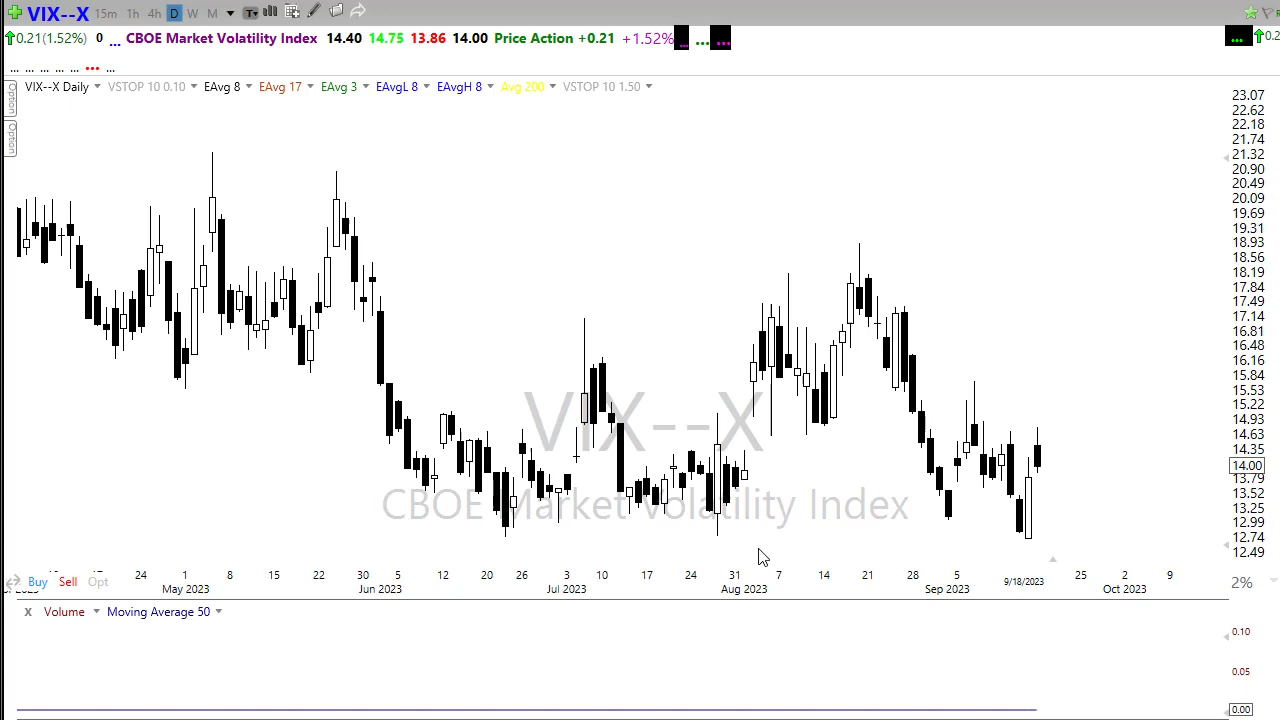 VIX--X 15m 1h 4h D W M
0.21(1.52%) 0 ... CBOE Market Volatility Index 14.40 14.75 13.86 14.00 Price Action +0.21 +1.52% ... ... ... ... 0.2
... ... ... ... ... ... ...
VIX--X Daily VSTOP 10 0.10 EAvg 8 EAvg 17 EAvg 3 EAvgL 8 EAvgH 8 Avg 200 VSTOP 10 1.50
Option
Option
23.07
22.62
22.18
21.74
21.32
20.90
20.49
20.09
19.69
19.31
18.93
18.56
18.19
17.84
17.49
17.14
16.81
16.48
16.16
15.84
15.53
15.22
14.93
14.63
14.35
14.00
13.79
13.52
13.25
12.99
12.74
12.49
VIX--X
CBOE Market Volatility Index
24 1 8 15 22 30 5 12 20 26 3 10 17 24 31 7 14 21 28 5 9/18/2023 25 2 9
May 2023 Jun 2023 Jul 2023 Aug 2023 Sep 2023 Oct 2023
Buy Sell Opt 2%
X Volume Moving Average 50
0.10
0.05
0.00